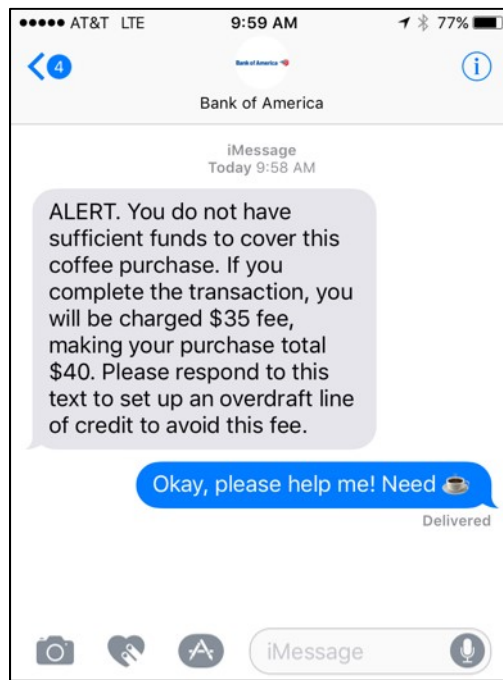 AT&T LTE 9:59 AM 77%
4
Bank of America
Bank of America
iMessage
Today 9:58 AM
ALERT. You do not have
sufficient funds to cover this
coffee purchase. If you
complete the transaction, you
will be charged $35 fee,
making your purchase total
$40. Please respond to this
text to set up an overdraft line
of credit to avoid this fee.
Okay, please help me! Need ☕
Delivered
iMessage